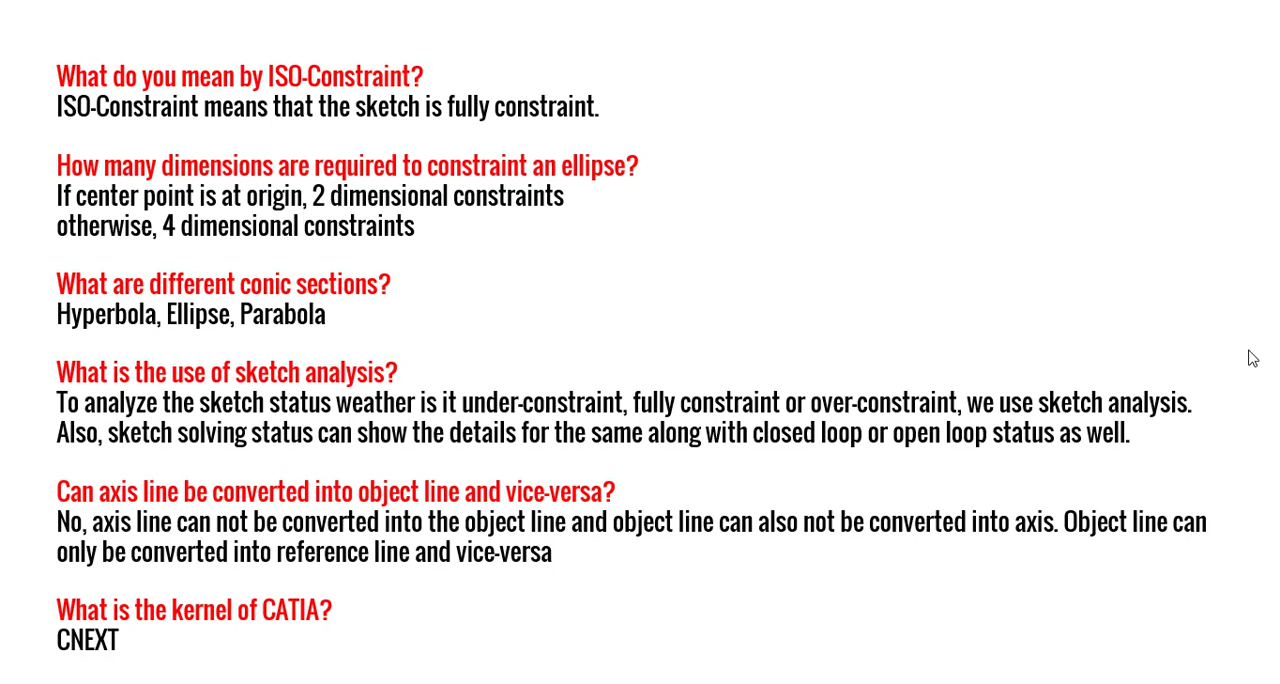 What do you mean by ISO-Constraint?
ISO-Constraint means that the sketch is fully constraint.
How many dimensions are required to constraint an ellipse?
If center point is at origin, 2 dimensional constraints
otherwise, 4 dimensional constraints
What are different conic sections?
Hyperbola, Ellipse, Parabola
What is the use of sketch analysis?
To analyze the sketch status weather is it under-constraint, fully constraint or over-constraint, we use sketch analysis.
Also, sketch solving status can show the details for the same along with closed loop or open loop status as well.
Can axis line be converted into object line and vice-versa?
No, axis line can not be converted into the object line and object line can also not be converted into axis. Object line can
only be converted into reference line and vice-versa
What is the kernel of CATIA?
CNEXT